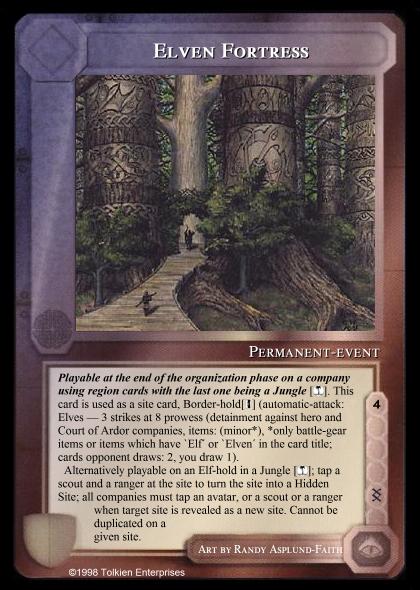 ELVEN FORTRESS
PERMANENT-EVENT
Playable at the end of the organization phase on a company
using region cards with the last one being a Jungle [ ]. This
card is used as a site card, Border-hold[ ] (automatic-attack:
Elves — 3 strikes at 8 prowess (detainment against hero and
Court of Ardor companies, items: (minor*), *only battle-gear
items or items which have `Elf´ or `Elven´ in the card title;
cards opponent draws: 2, you draw 1).
4
Alternatively playable on an Elf-hold in a Jungle [ ]; tap a
scout and a ranger at the site to turn the site into a Hidden
Site; all companies must tap an avatar, or a scout or a ranger
when target site is revealed as a new site. Cannot be
duplicated on a
given site.
ART BY RANDY ASPLUND-FAITH
©1998 Tolkien Enterprises